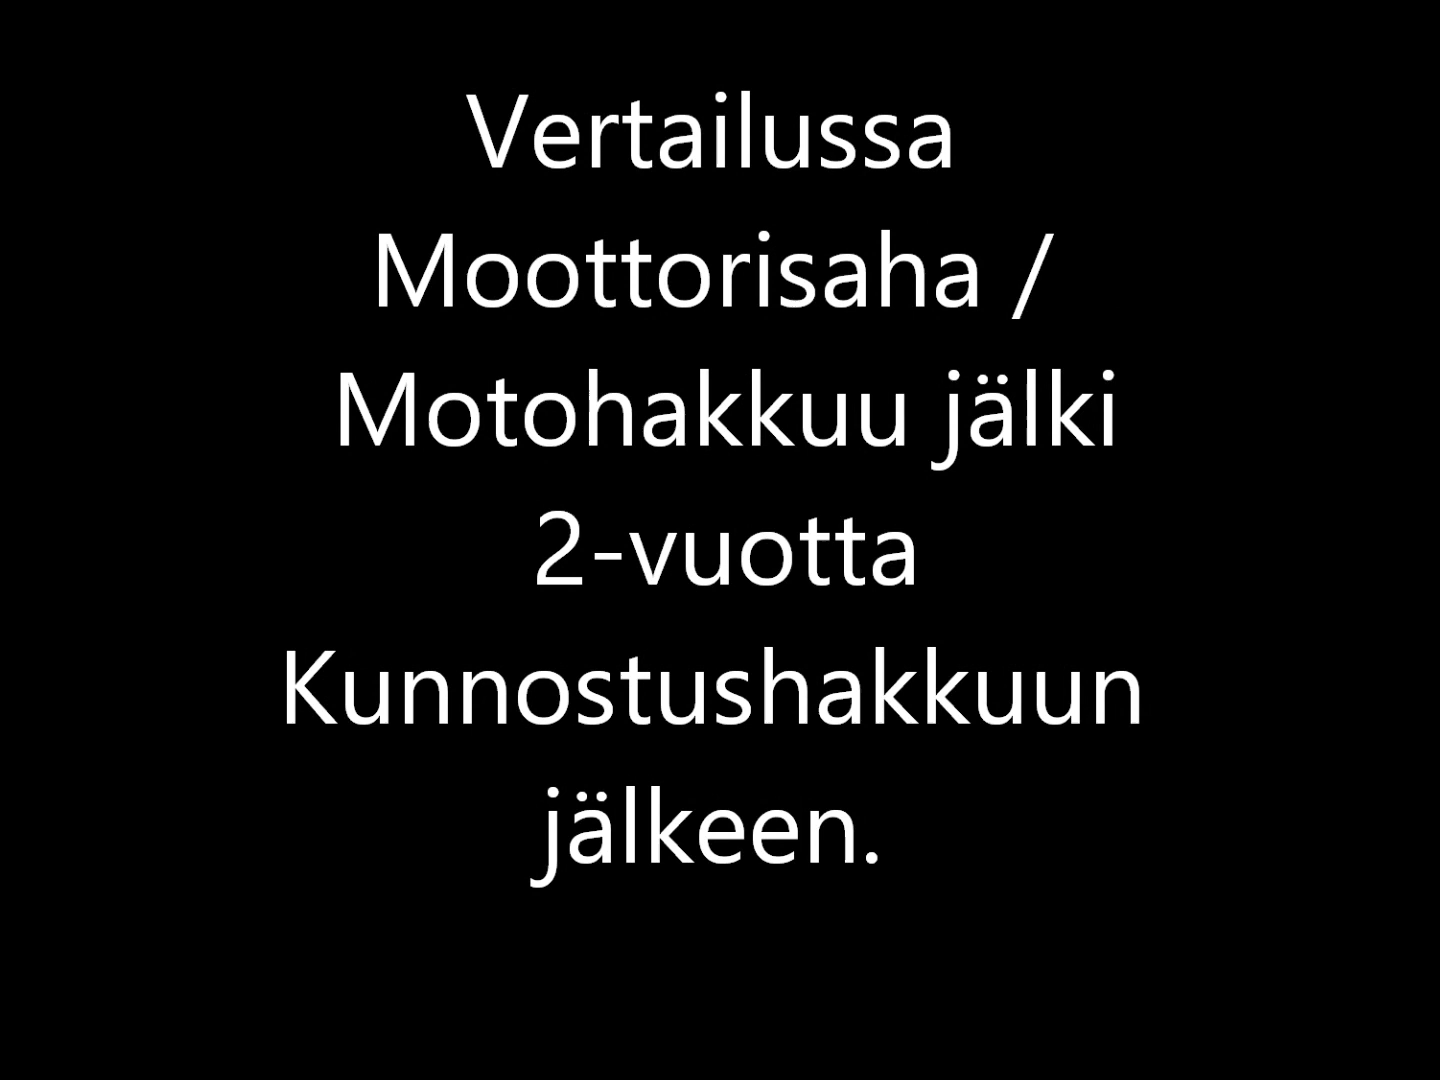 Vertailussa
Moottorisaha /
Motohakkuu jälki
2-vuotta
Kunnostushakkuun
jälkeen.